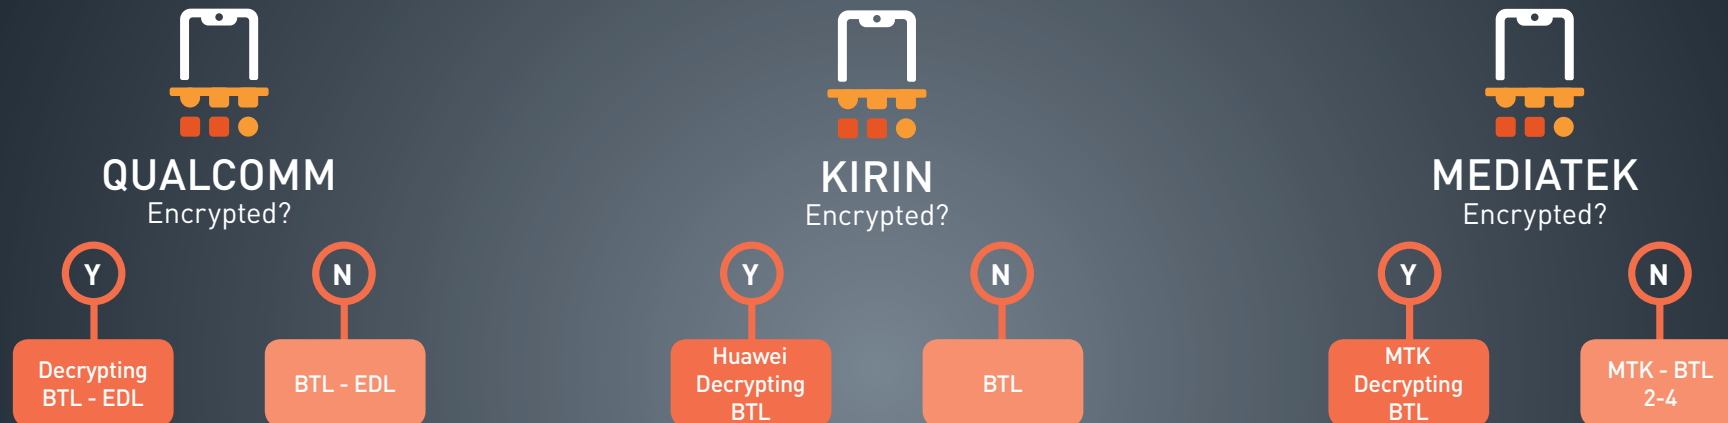 QUALCOMM
Encrypted?
Y
N
Decrypting
BTL - EDL
BTL - EDL
KIRIN
Encrypted?
Y
N
Huawei
Decrypting
BTL
BTL
MEDIATEK
Encrypted?
Y
N
MTK
Decrypting
BTL
MTK - BTL
2-4